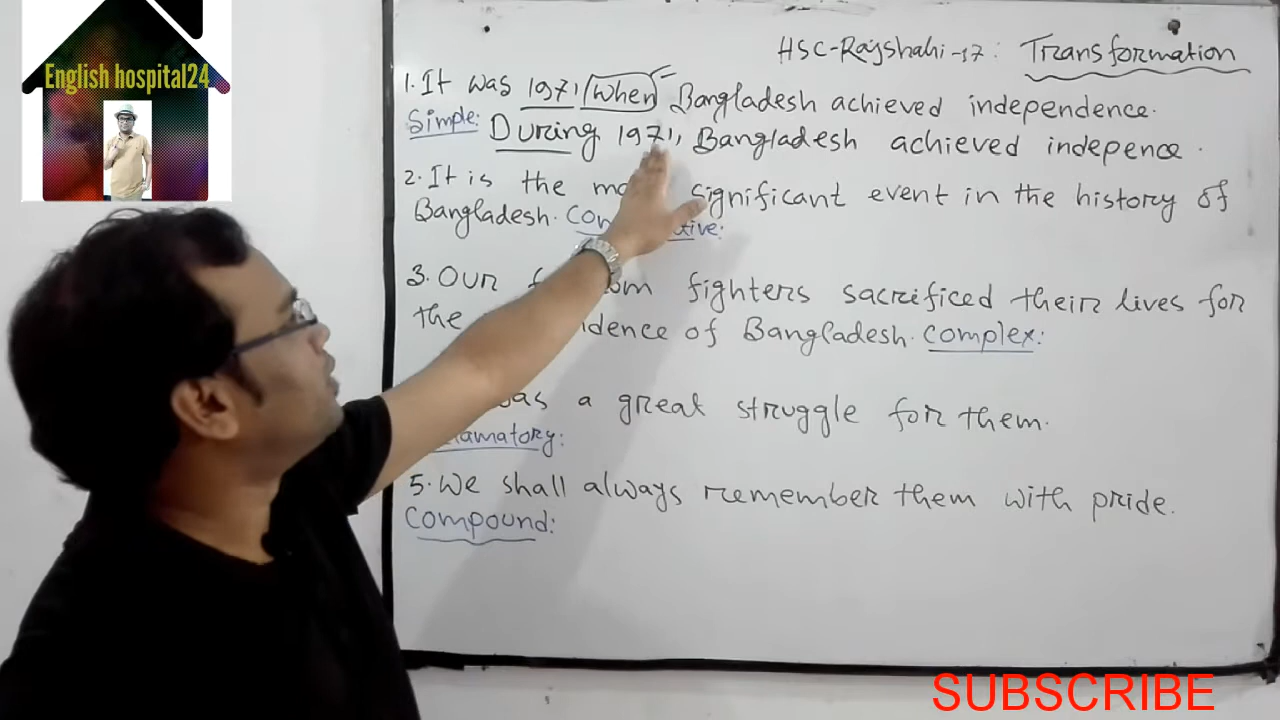 English hospital24
HSC-Rajshahi-17: Transformation
1. It was 1971, when Bangladesh achieved independence.
Simple: During 1971, Bangladesh achieved indepence.
2. It is the significant event in the history of
Bangladesh.
3. Our fighters sacrificed their lives for
the of Bangladesh. Complex:
a great struggle for them.
5. We shall always remember them with pride.
Compound:
SUBSCRIBE